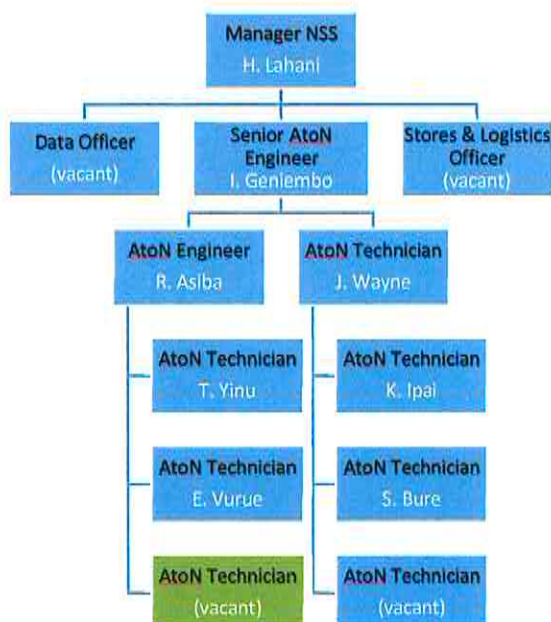 Manager NSS
H. Lahani
Data Officer
(vacant)
Senior AtoN
Engineer
I. Geniembo
Stores & Logistics
Officer
(vacant)
AtoN Engineer
R. Asiba
AtoN Technician
J. Wayne
AtoN Technician
T. Yinu
AtoN Technician
K. Ipai
AtoN Technician
E. Vurue
AtoN Technician
S. Bure
AtoN Technician
(vacant)
AtoN Technician
(vacant)